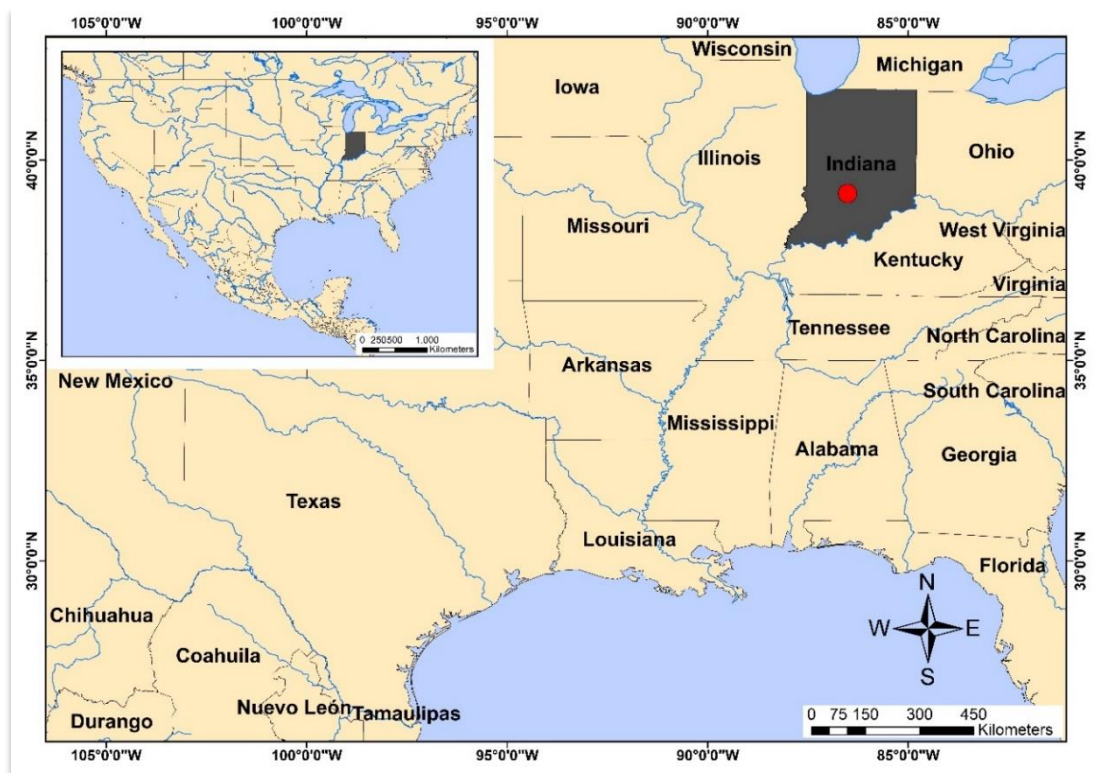 105°0'0"W 100°0'0"W 95°0'0"W 90°0'0"W 85°0'0"W
Wisconsin
Michigan
Iowa
40°0'0"N
Illinois
Indiana
Ohio
40°0'0"N
Missouri
West Virginia
Kentucky
Virginia
0 250500 1.000
Kilometers
Tennessee
North Carolina
35°0'0"N
New Mexico
Arkansas
South Carolina
35°0'0"N
Mississippi
Alabama
Georgia
Texas
Louisiana
30°0'0"N
Florida
30°0'0"N
N
Chihuahua
W E
Coahuila
S
Nuevo León
Tamaulipas
Durango
0 75 150 300 450
Kilometers
105°0'0"W 100°0'0"W 95°0'0"W 90°0'0"W 85°0'0"W